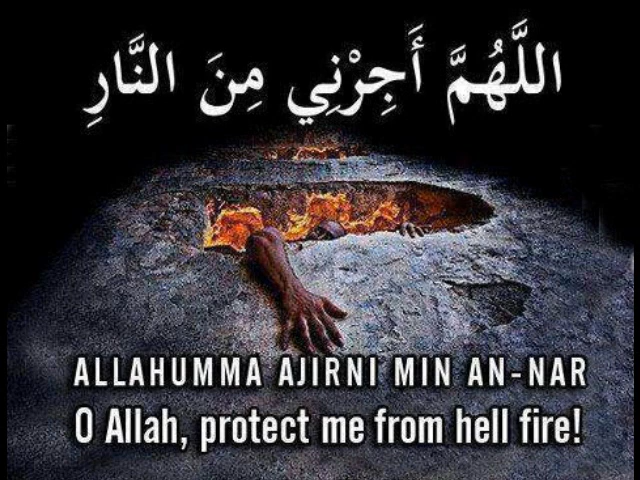 اللَّهُمَّ أَجِرْنِي مِنَ النَّارِ
ALLAHUMMA AJIRNI MIN AN-NAR
O Allah, protect me from hell fire!